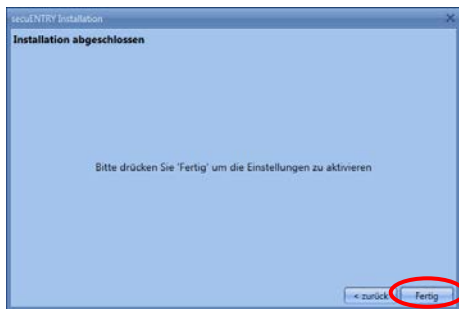 secuENTRY Installation
Installation abgeschlossen
Bitte drücken Sie 'Fertig' um die Einstellungen zu aktivieren
< zurück
Fertig